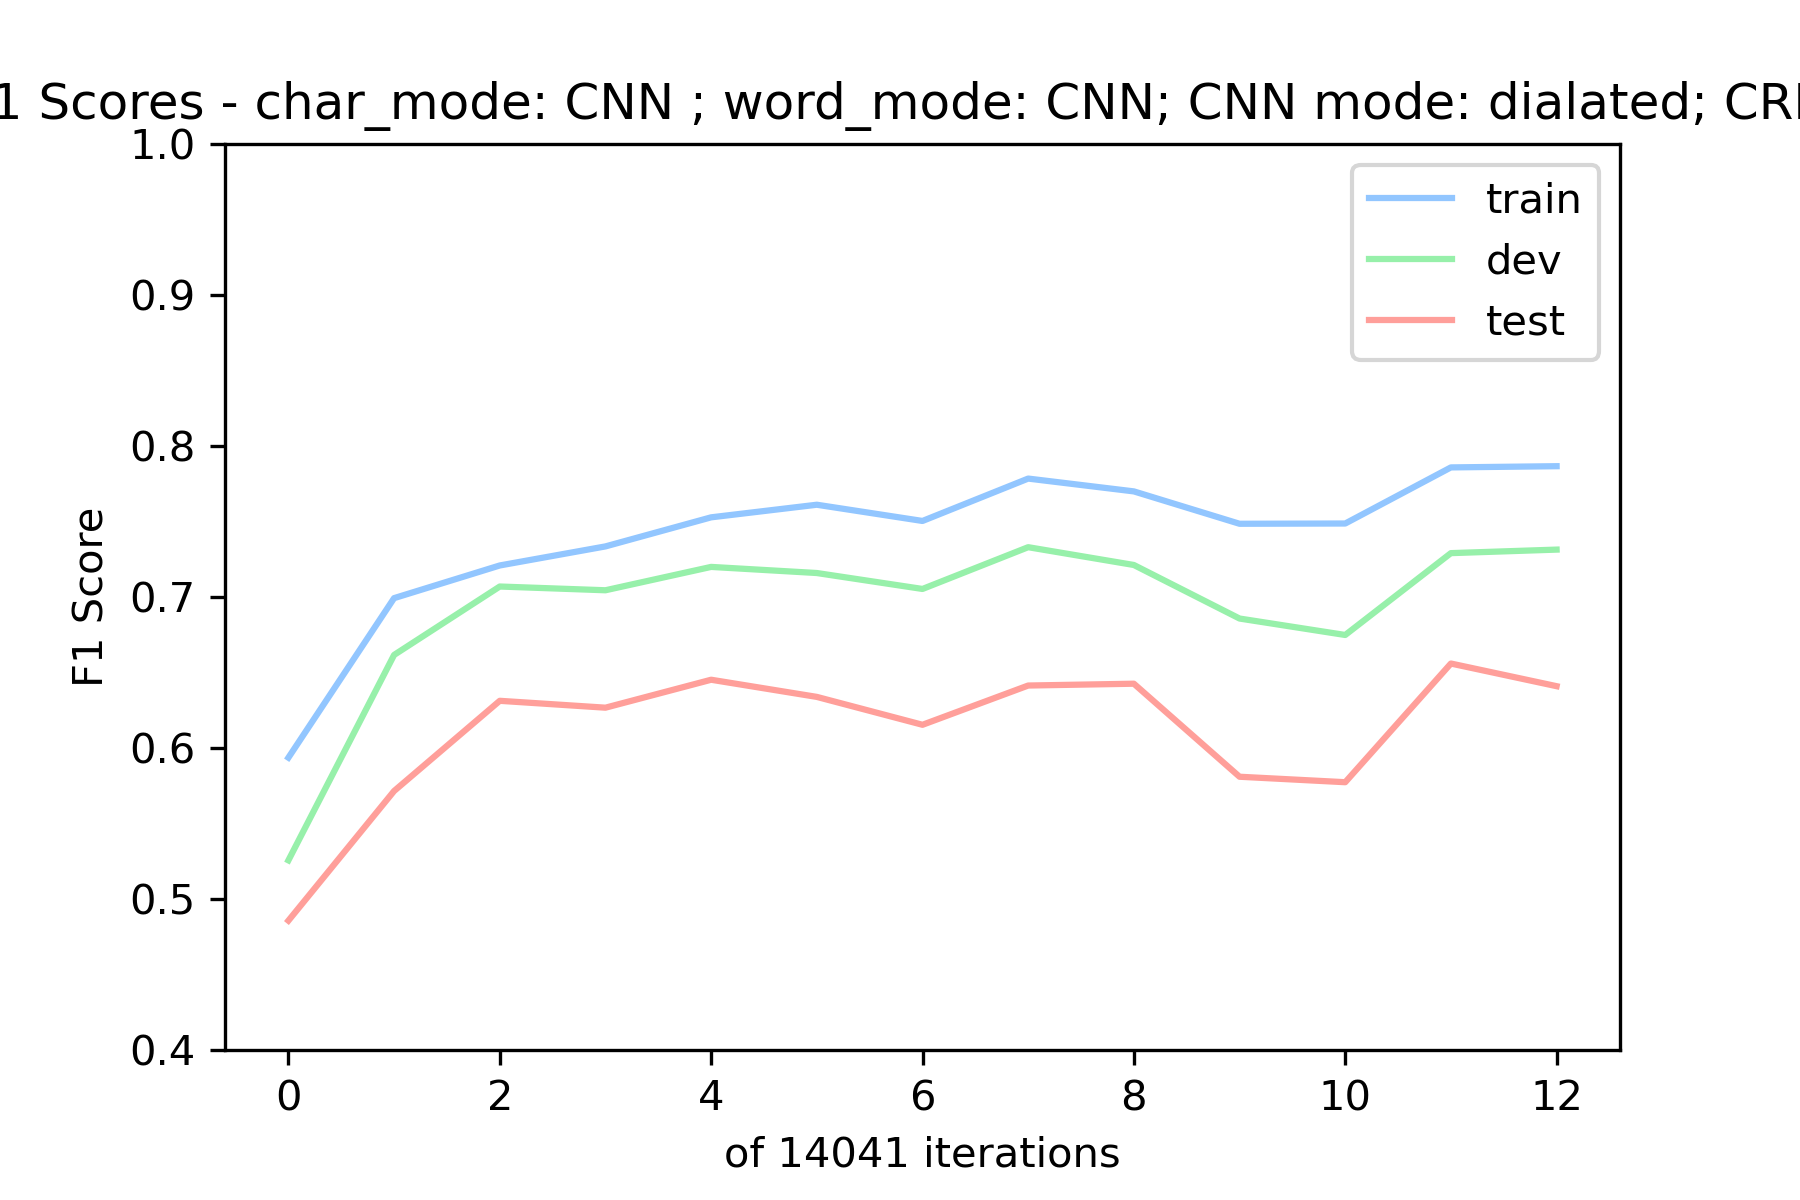 1 Scores - char_mode: CNN ; word_mode: CNN; CNN mode: dialated;
train
dev
test
1.0
0.9
0.8
0.7
0.6
0.5
0.4
F1 Score
0 2 4 6 8 10 12
of 14041 iterations